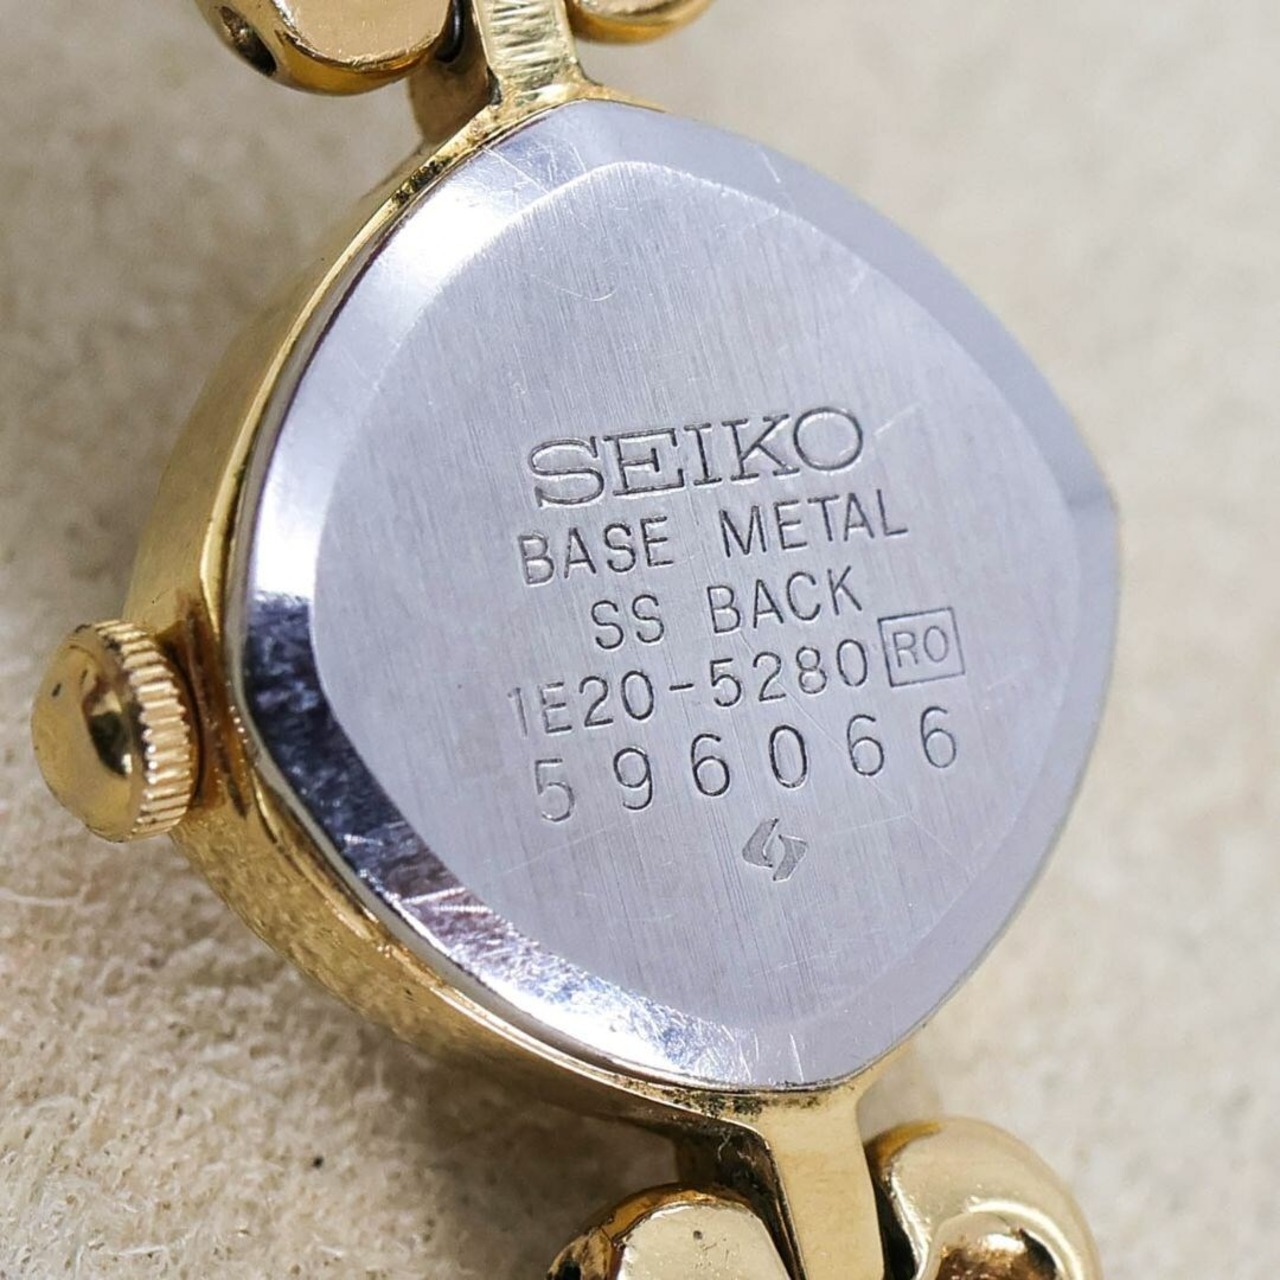 SEIKO
BASE METAL
SS BACK
1E20-5280 RO
596066